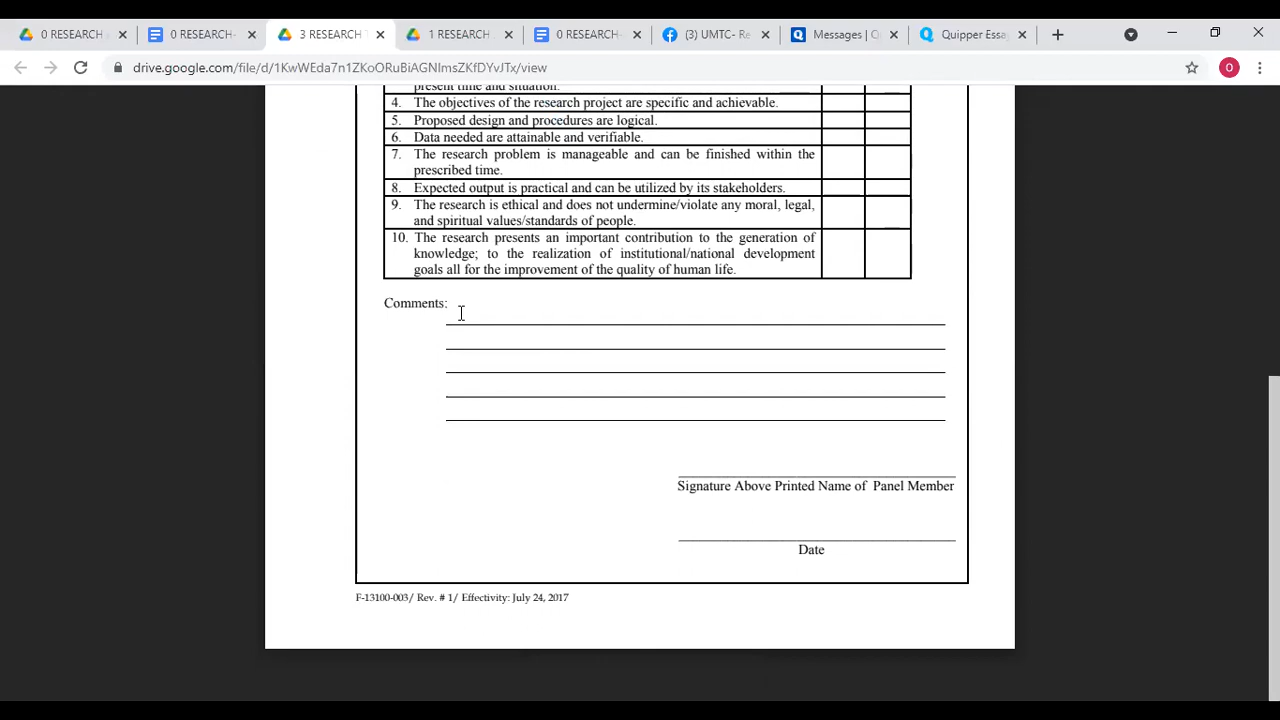 0 RESEARCH
0 RESEARCH-
3 RESEARCH T
1 RESEARCH
0 RESEARCH-
(3) UMTC- Re
Messages | Q
Quipper Essay
drive.google.com/file/d/1KwWEda7n1ZKoORuBiAGNImsZKfDYvJTx/view
O
present time and situation.
4. The objectives of the research project are specific and achievable.
5. Proposed design and procedures are logical.
6. Data needed are attainable and verifiable.
7. The research problem is manageable and can be finished within the
prescribed time.
8. Expected output is practical and can be utilized by its stakeholders.
9. The research is ethical and does not undermine/violate any moral, legal,
and spiritual values/standards of people.
10. The research presents an important contribution to the generation of
knowledge; to the realization of institutional/national development
goals all for the improvement of the quality of human life.
Comments:
Signature Above Printed Name of Panel Member
Date
F-13100-003/ Rev. # 1/ Effectivity: July 24, 2017